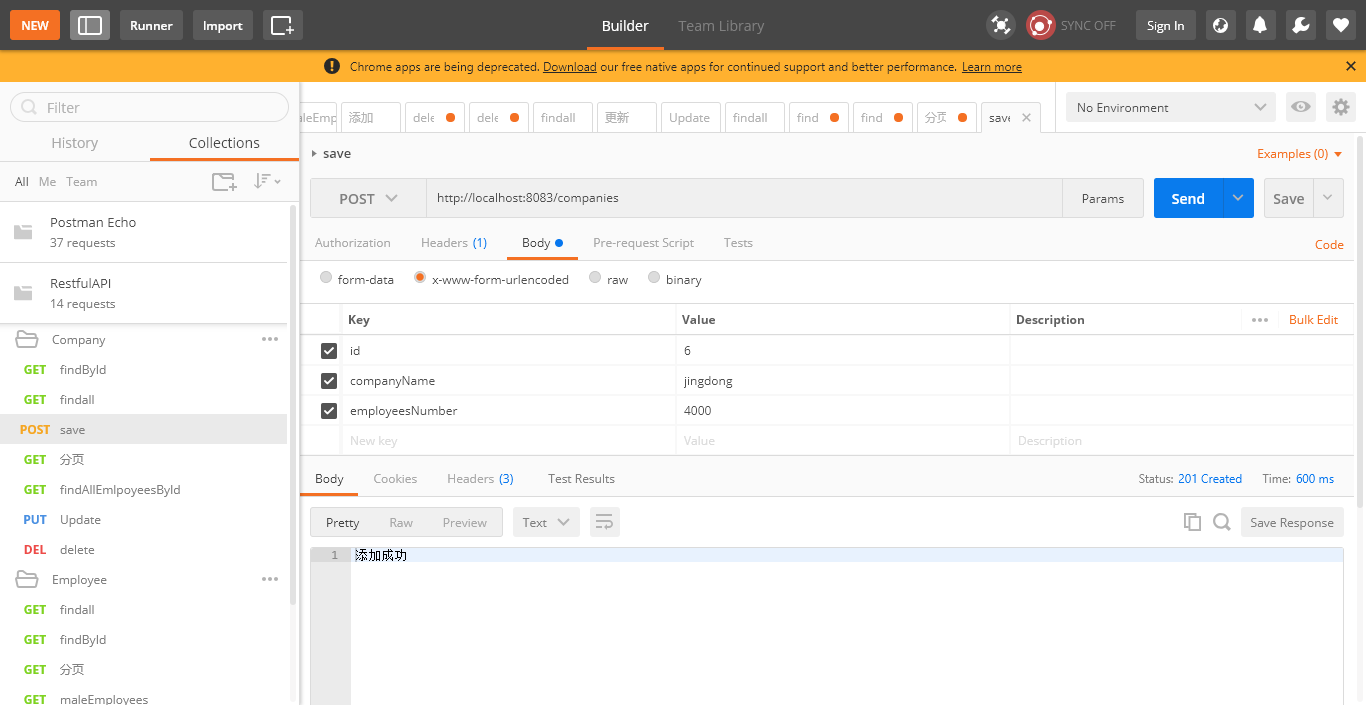 NEW Runner Import Builder Team Library SYNC OFF Sign In
Chrome apps are being deprecated. Download our free native apps for continued support and better performance. Learn more
Filter
History Collections
All Me Team
Postman Echo
37 requests
RestfulAPI
14 requests
Company
GET findById
GET findall
POST save
GET 分页
GET findAllEmlpoyeesById
PUT Update
DEL delete
Employee
GET findall
GET findById
GET 分页
GET maleEmployees
aleEmp 添加 dele dele findall 更新 Update findall find find 分页 save
No Environment
save
Examples (0)
POST http://localhost:8083/companies Params Send Save
Authorization Headers (1) Body Pre-request Script Tests Code
form-data x-www-form-urlencoded raw binary
Key Value Description Bulk Edit
id 6
companyName jingdong
employeesNumber 4000
New key Value Description
Body Cookies Headers (3) Test Results Status: 201 Created Time: 600 ms
Pretty Raw Preview Text Save Response
1 添加成功